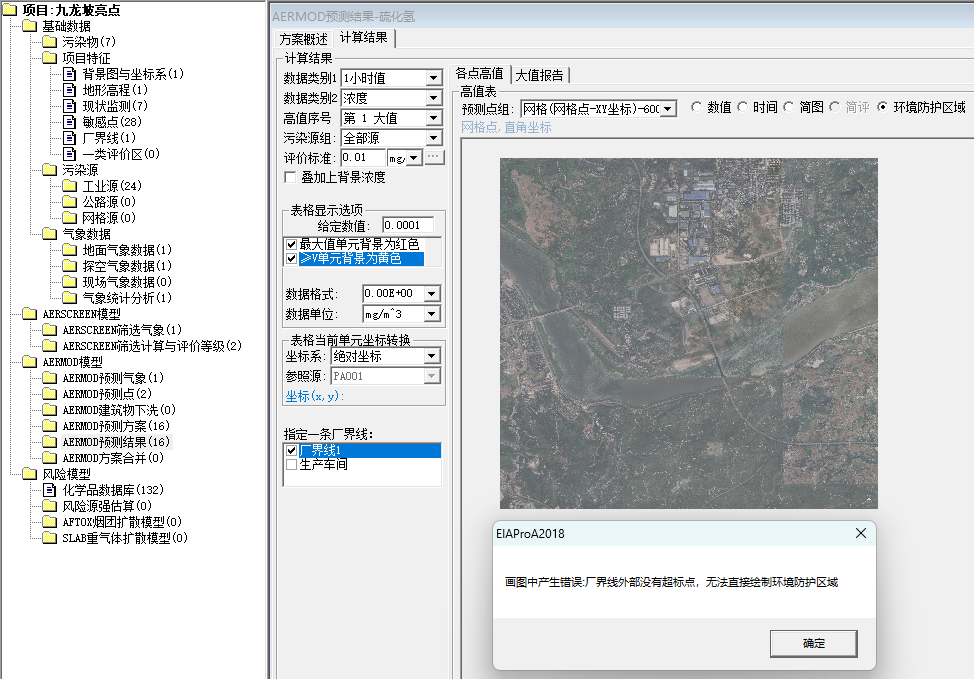 项目:九龙坡亮点
基础数据
污染物(7)
项目特征
背景图与坐标系(1)
地形高程(1)
现状监测(7)
敏感点(28)
厂界线(1)
一类评价区(0)
污染源
工业源(24)
公路源(0)
网格源(0)
气象数据
地面气象数据(1)
探空气象数据(1)
现场气象数据(0)
气象统计分析(1)
AERSCREEN模型
AERSCREEN筛选气象(1)
AERSCREEN筛选计算与评价等级(2)
AERMOD模型
AERMOD预测气象(1)
AERMOD预测点(2)
AERMOD建筑物下洗(0)
AERMOD预测方案(16)
AERMOD预测结果(16)
AERMOD方案合并(0)
风险模型
化学品数据库(132)
风险源强估算(0)
AFTOX烟团扩散模型(0)
SLAB重气体扩散模型(0)
AERMOD预测结果-硫化氢
方案概述 计算结果
计算结果
数据类别1 1小时值
数据类别2 浓度
高值序号 第 1 大值
污染源组: 全部源
评价标准: 0.01 mg/ ...
叠加上背景浓度
表格显示选项
给定数值: 0.0001
最大值单元背景为红色
≥V单元背景为黄色
数据格式: 0.00E+00
数据单位: mg/m^3
表格当前单元坐标转换
坐标系: 绝对坐标
参照源: PA001
坐标(x,y):
指定一条厂界线:
厂界线1
生产车间
各点高值 大值报告
高值表
预测点组: 网格(网格点-XY坐标)-600 数值 时间 简图 简评 环境防护区域
网格点, 直角坐标
EIAProA2018
画图中产生错误:厂界线外部没有超标点，无法直接绘制环境防护区域
确定